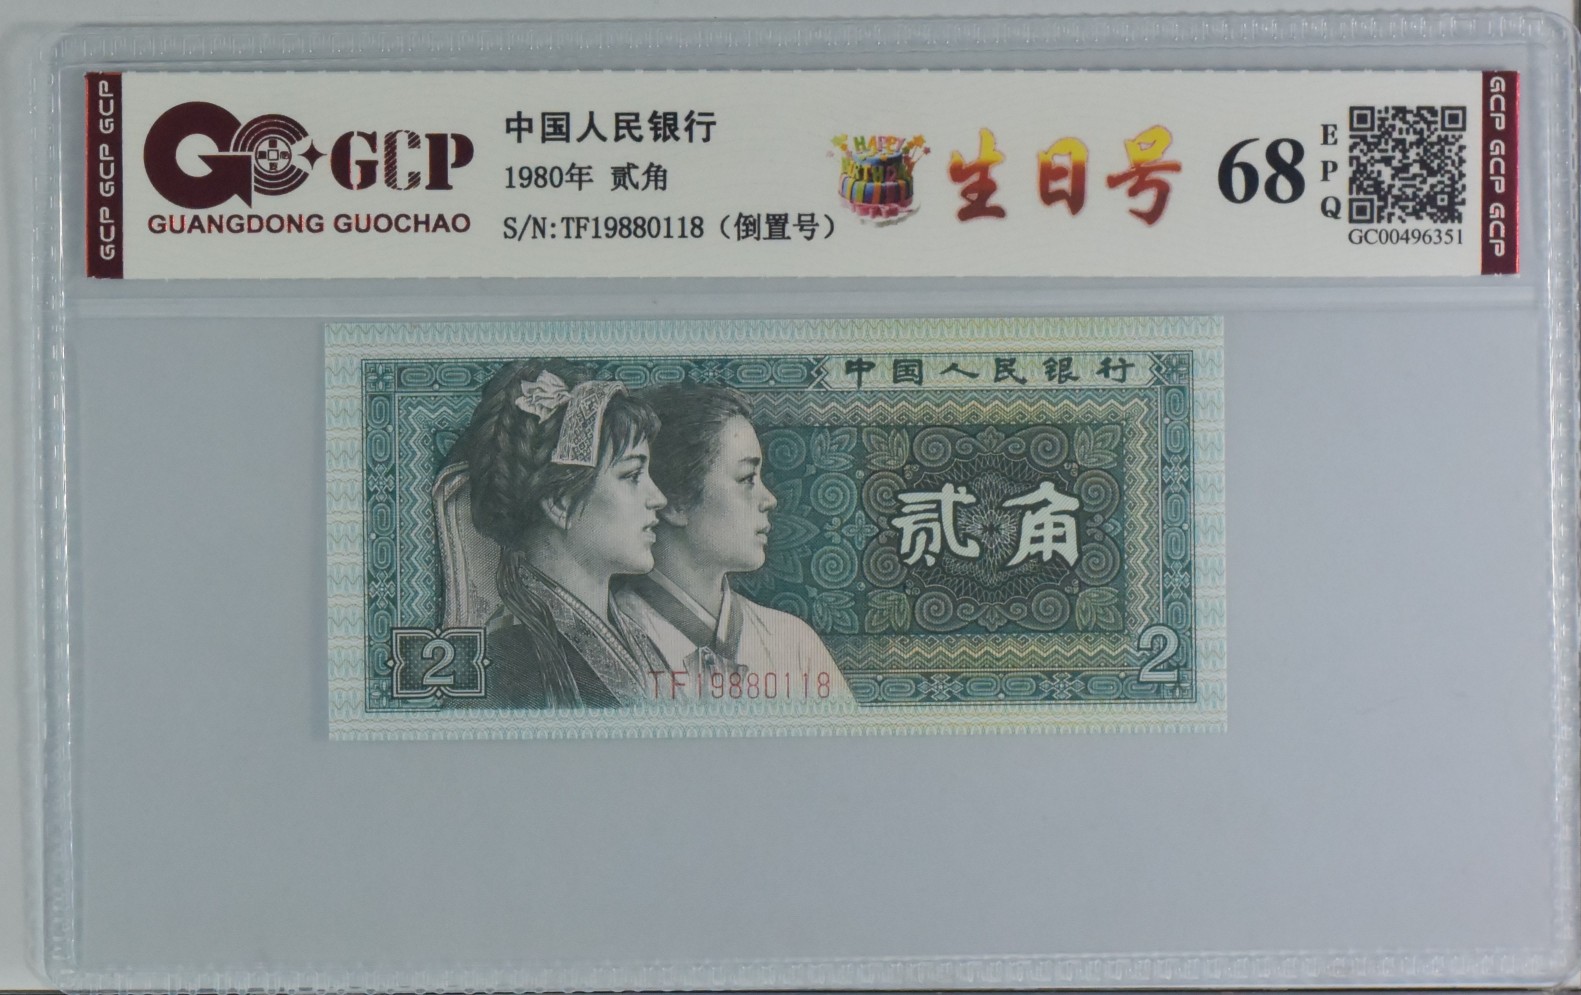 GCP GCP GCP
GCP
GUANGDONG GUOCHAO
中国人民银行
1980年 贰角
S/N:TF19880118（倒置号）
HAPPY
BIRTHDAY
生日号
68
EPQ
GC00496351
GCP GCP GCP
中国人民银行
贰角
2
2
TF19880118